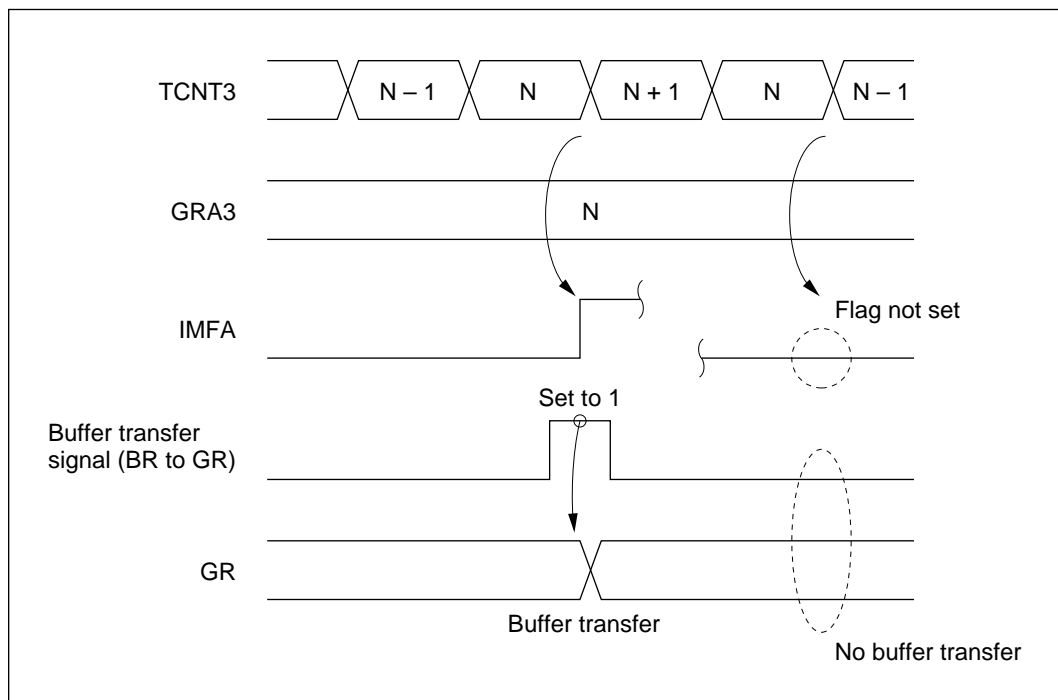 TCNT3 N – 1 N N + 1 N N – 1
GRA3 N
Flag not set
IMFA
Set to 1
Buffer transfer
signal (BR to GR)
GR
Buffer transfer
No buffer transfer